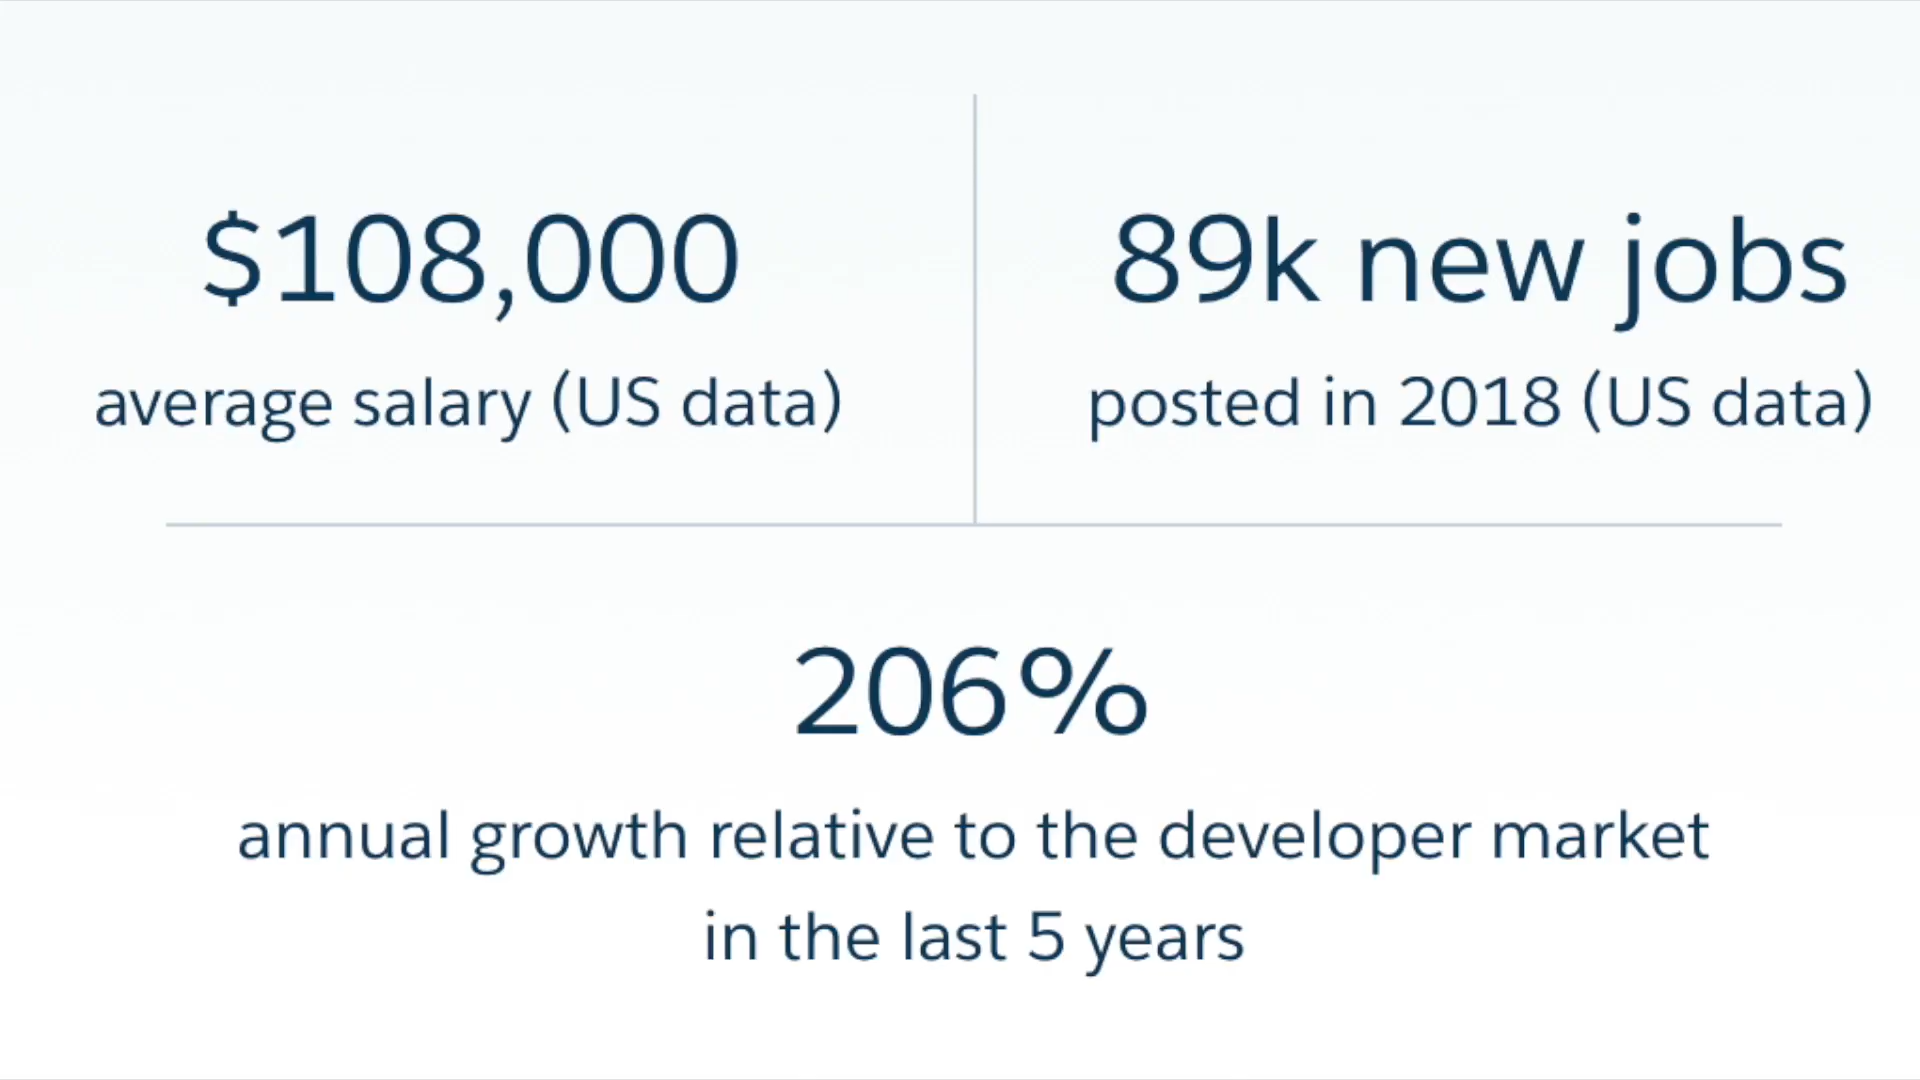 $108,000
average salary (US data)
89k new jobs
posted in 2018 (US data)
206%
annual growth relative to the developer market
in the last 5 years